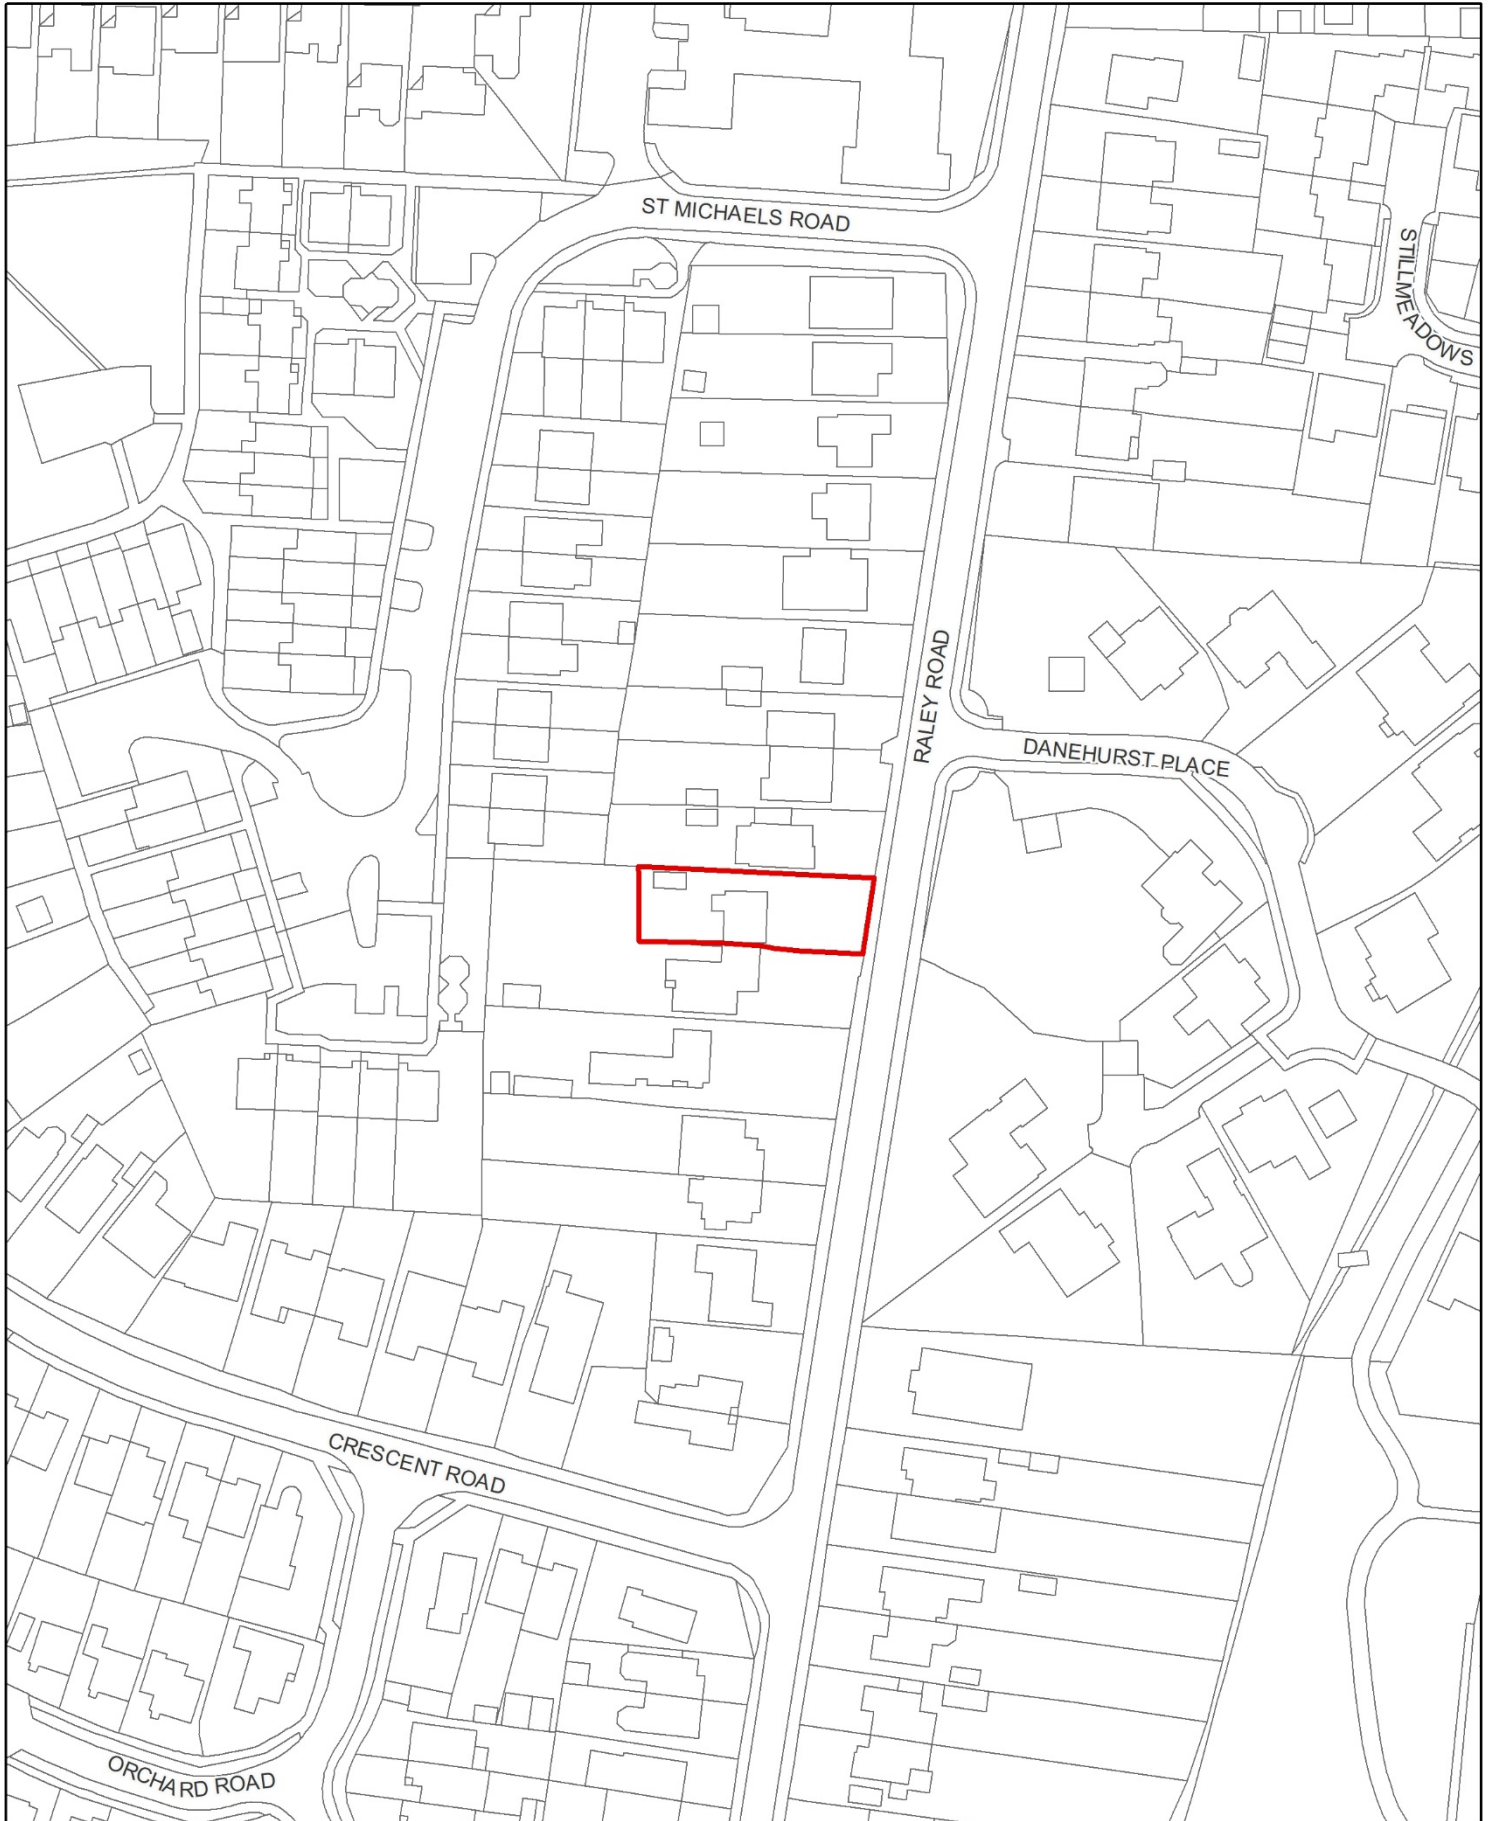 ST MICHAELS ROAD
STILLMEADOWS
RALEY ROAD
DANEHURST PLACE
CRESCENT ROAD
ORCHARD ROAD